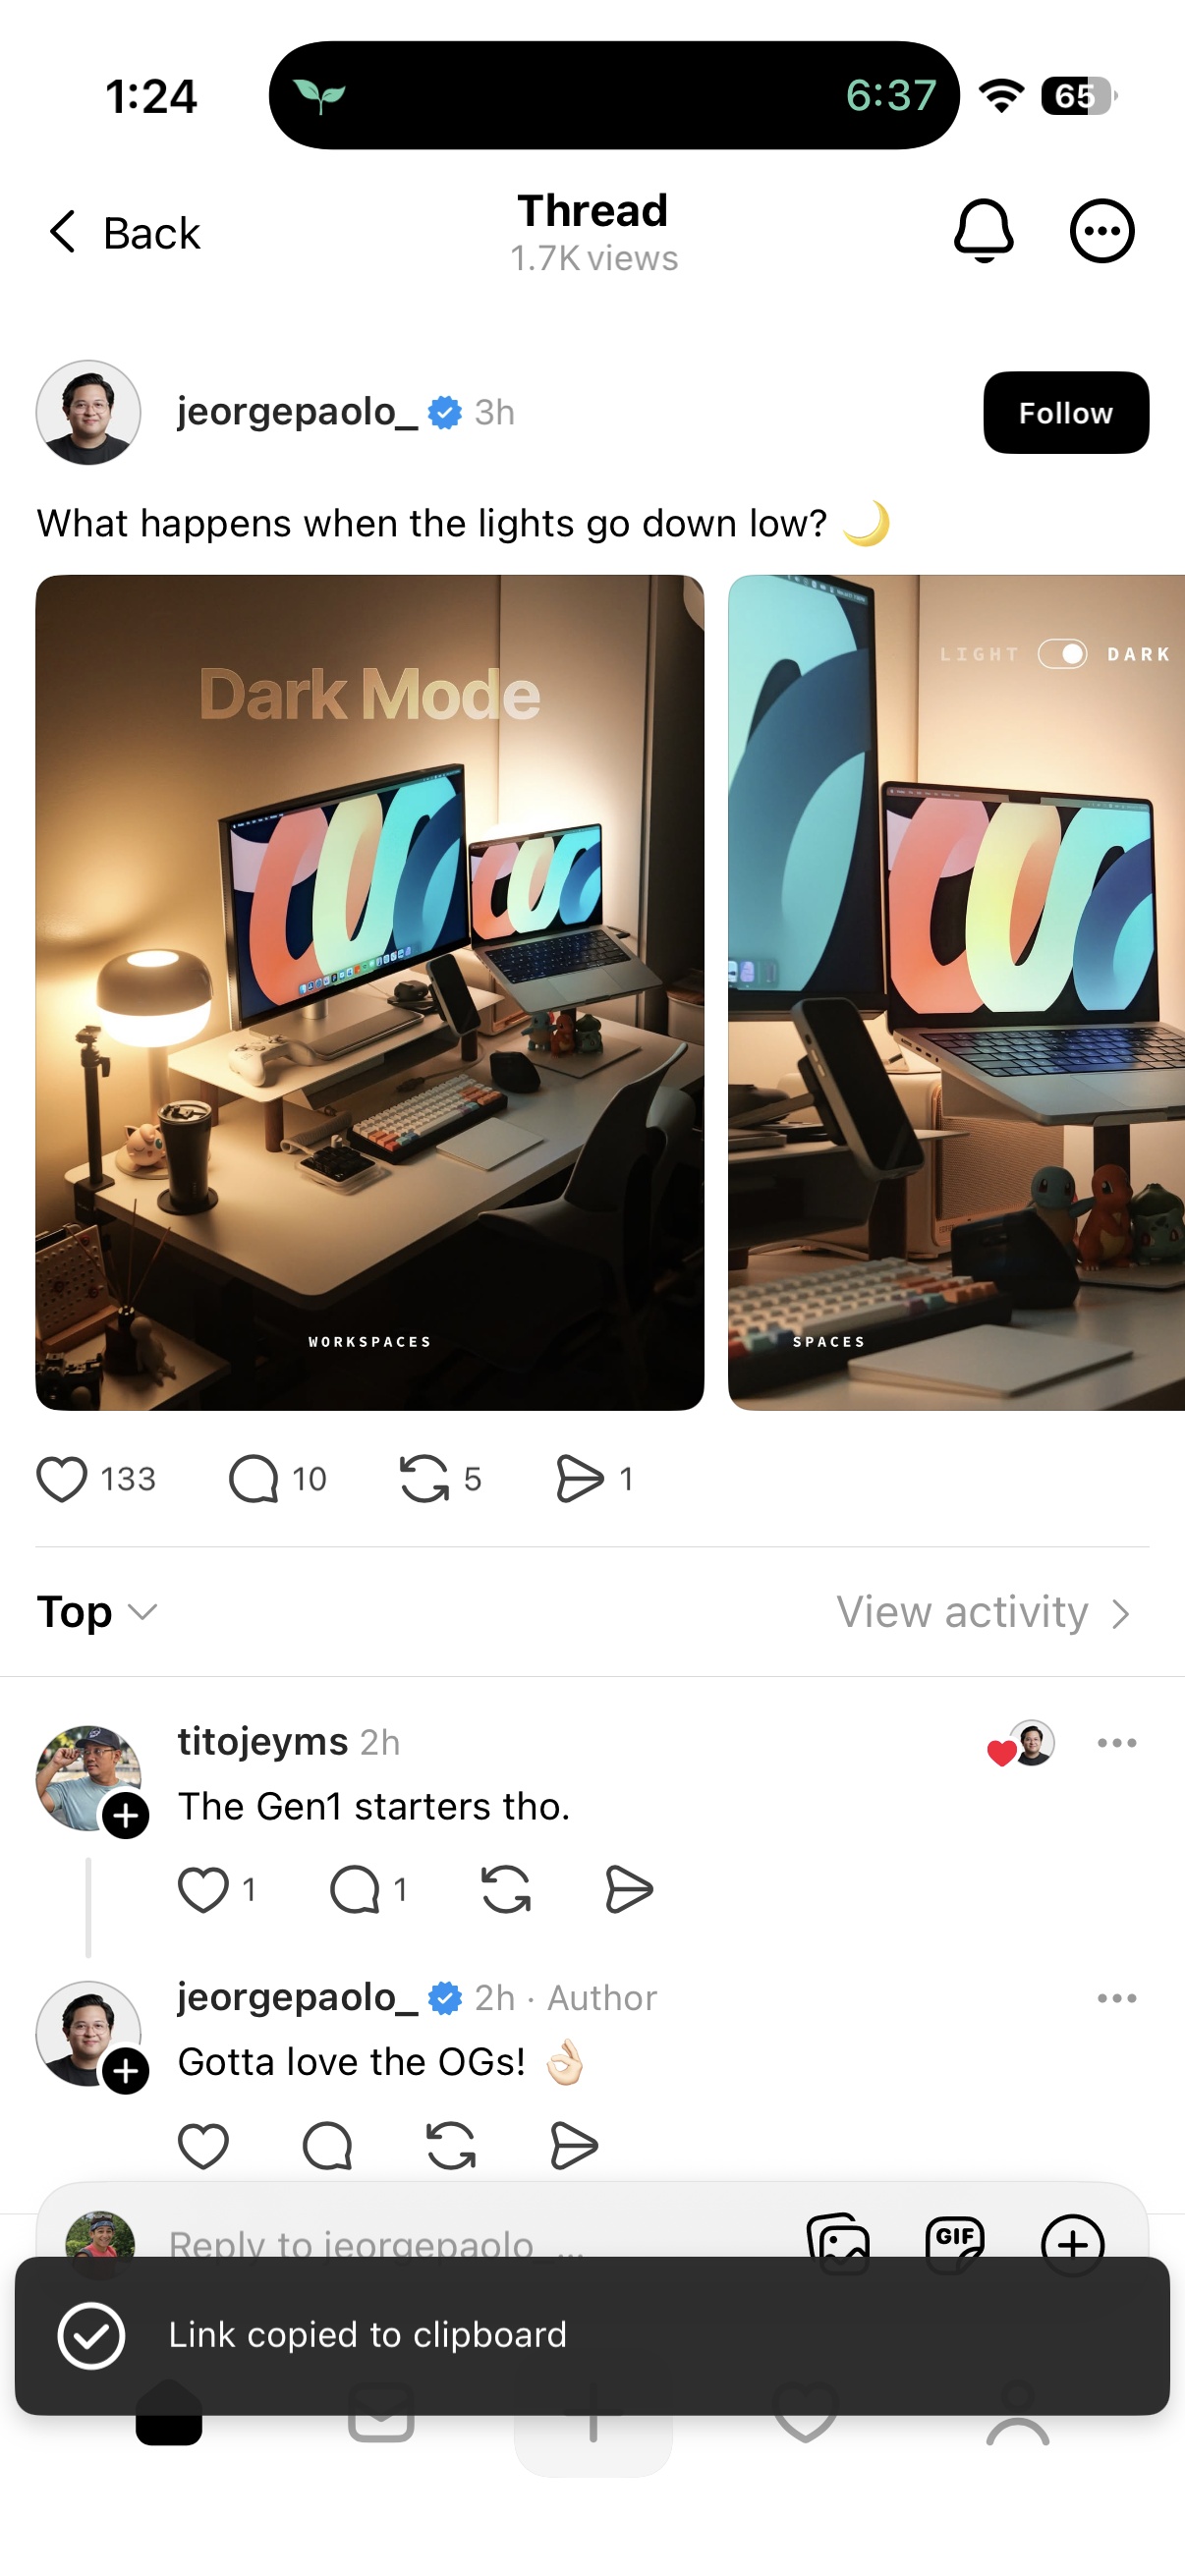 1:24
6:37
65
Back
Thread
1.7K views
jeorgepaolo_ 3h
Follow
What happens when the lights go down low? 🌙
Dark Mode
LIGHT DARK
WORKSPACES
SPACES
133
10
5
1
Top
View activity
titojeyms 2h
The Gen1 starters tho.
1
1
jeorgepaolo_ 2h · Author
Gotta love the OGs! 👌🏻
Reply to jeorgepaolo_...
GIF
Link copied to clipboard